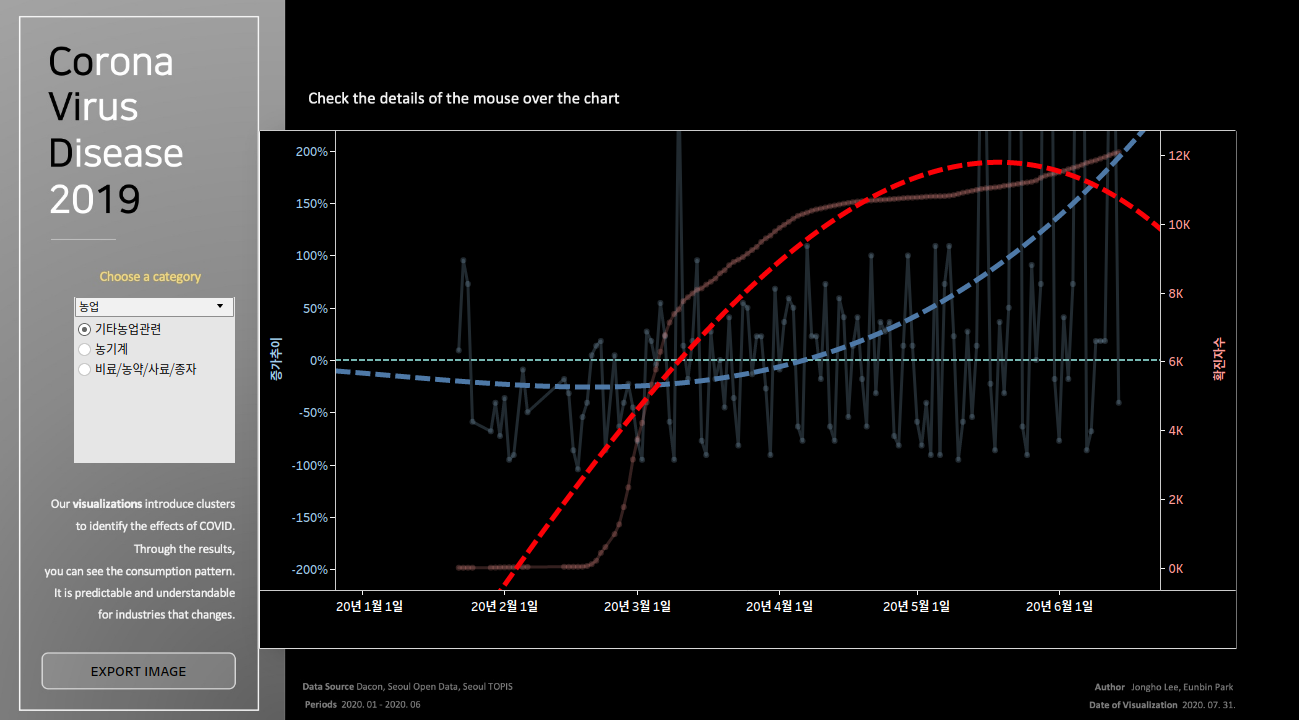 Corona
Virus
Disease
2019
Choose a category
농업
기타농업관련
농기계
비료/농약/사료/종자
Our visualizations introduce clusters
to identify the effects of COVID.
Through the results,
you can see the consumption pattern.
It is predictable and understandable
for industries that changes.
EXPORT IMAGE
Check the details of the mouse over the chart
증가추이
200%
150%
100%
50%
0%
-50%
-100%
-150%
-200%
12K
10K
8K
6K
4K
2K
0K
확진자수
20년 1월 1일
20년 2월 1일
20년 3월 1일
20년 4월 1일
20년 5월 1일
20년 6월 1일
Data Source Dacon, Seoul Open Data, Seoul TOPIS
Periods 2020. 01 - 2020. 06
Author Jongho Lee, Eunbin Park
Date of Visualization 2020. 07. 31.